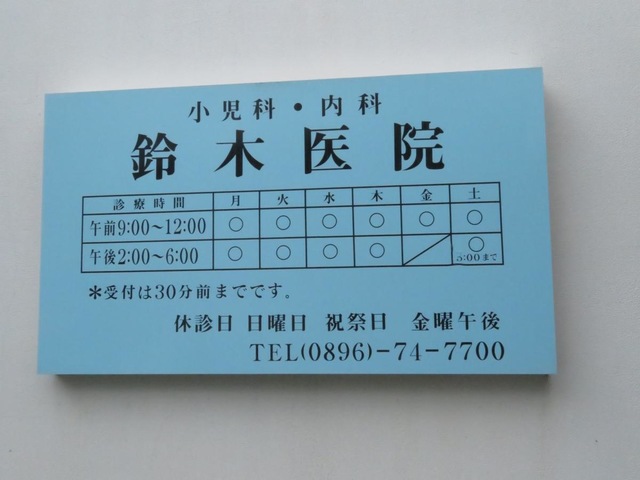 小児科・内科
鈴木医院
診療時間 月 火 水 木 金 土
午前9:00～12:00 ○ ○ ○ ○ ○ ○
午後2:00～6:00 ○ ○ ○ ○ ／ ○
5:00まで
＊受付は30分前までです。
休診日 日曜日 祝祭日 金曜午後
TEL(0896)-74-7700